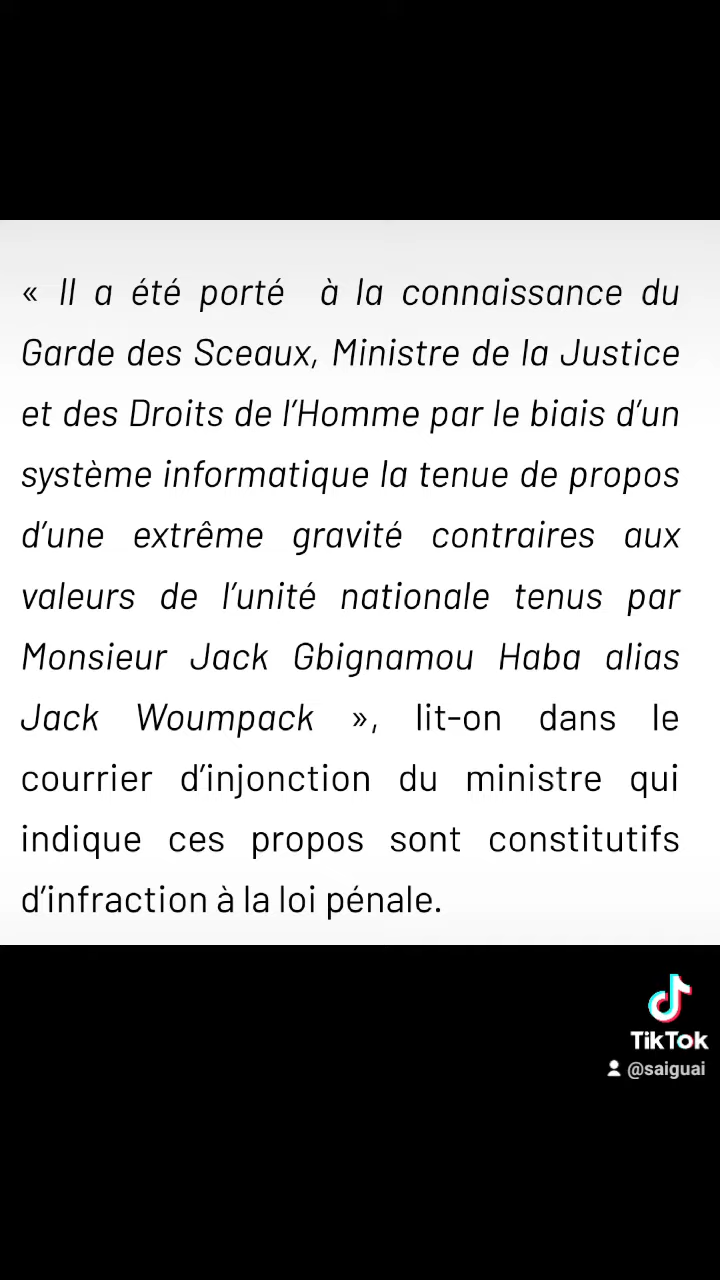 « Il a été porté à la connaissance du
Garde des Sceaux, Ministre de la Justice
et des Droits de l’Homme par le biais d’un
système informatique la tenue de propos
d’une extrême gravité contraires aux
valeurs de l’unité nationale tenus par
Monsieur Jack Gbignamou Haba alias
Jack Woumpack », lit-on dans le
courrier d’injonction du ministre qui
indique ces propos sont constitutifs
d’infraction à la loi pénale.
TikTok
@saiguai